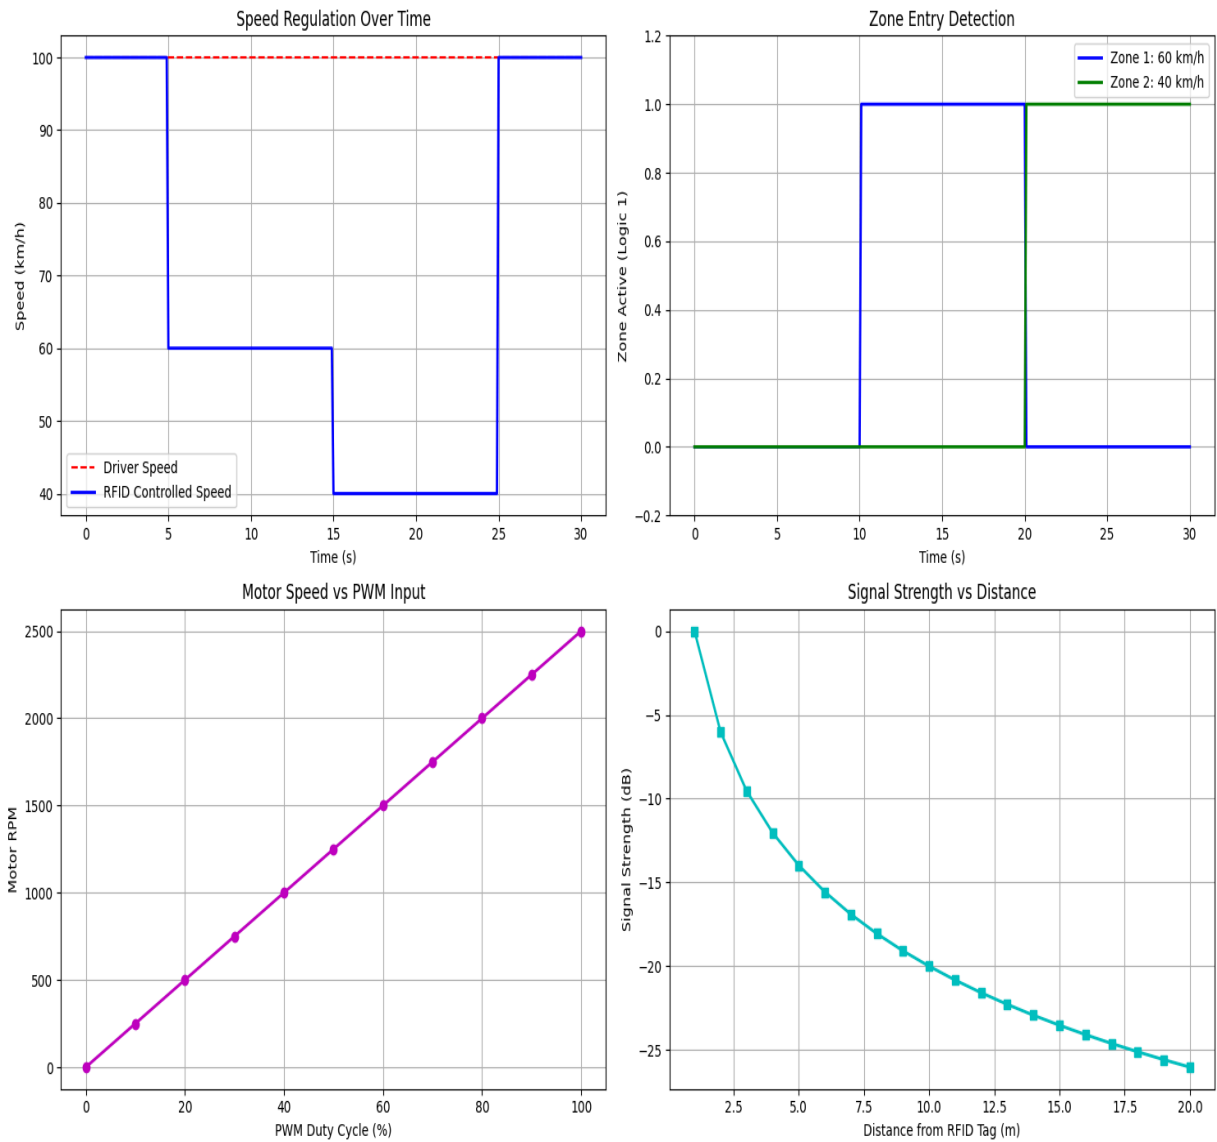 Speed Regulation Over Time
100
90
80
70
60
50
40
Speed (km/h)
Driver Speed
RFID Controlled Speed
0 5 10 15 20 25 30
Time (s)
Zone Entry Detection
1.2
1.0
0.8
0.6
0.4
0.2
0.0
−0.2
Zone Active (Logic 1)
Zone 1: 60 km/h
Zone 2: 40 km/h
0 5 10 15 20 25 30
Time (s)
Motor Speed vs PWM Input
2500
2000
1500
1000
500
0
Motor RPM
0 20 40 60 80 100
PWM Duty Cycle (%)
Signal Strength vs Distance
0
−5
−10
−15
−20
−25
Signal Strength (dB)
2.5 5.0 7.5 10.0 12.5 15.0 17.5 20.0
Distance from RFID Tag (m)